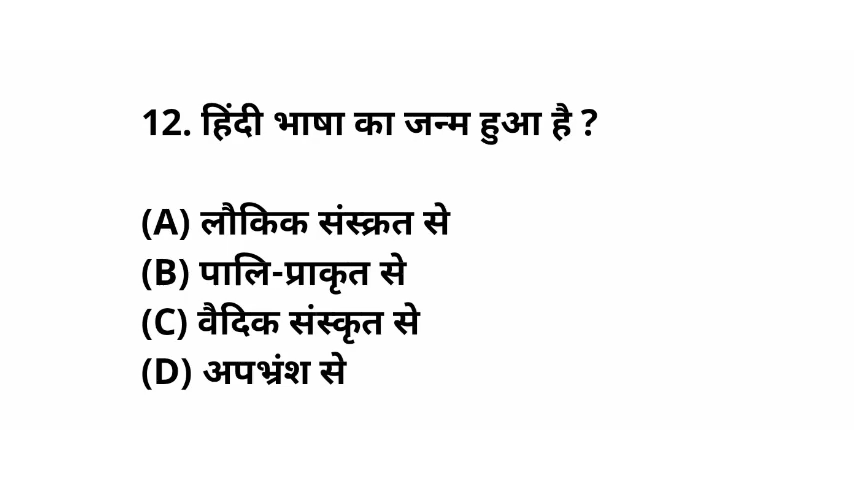 12. हिंदी भाषा का जन्म हुआ है ?
(A) लौकिक संस्क्रत से
(B) पालि-प्राकृत से
(C) वैदिक संस्कृत से
(D) अपभ्रंश से